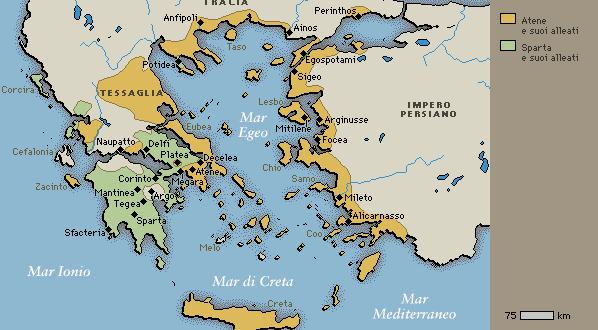 TRACIA
Perinthos
Anfipoli
Ainos
Taso
Egospotami
Potidea
Sigeo
TESSAGLIA
Corcira
Lesbo
Mar
Egeo
Mitilene
Arginusse
IMPERO
PERSIANO
Eubea
Focea
Naupatto
Delfi
Cefalonia
Platea
Decelea
Chio
Atene
Corinto
Megara
Samo
Zacinto
Mantinea
Argo
Mileto
Tegea
Sparta
Alicarnasso
Sfacteria
Coo
Melo
Mar Ionio
Mar di Creta
Creta
Mar
Mediterraneo
Atene
e suoi alleati
Sparta
e suoi alleati
75 km